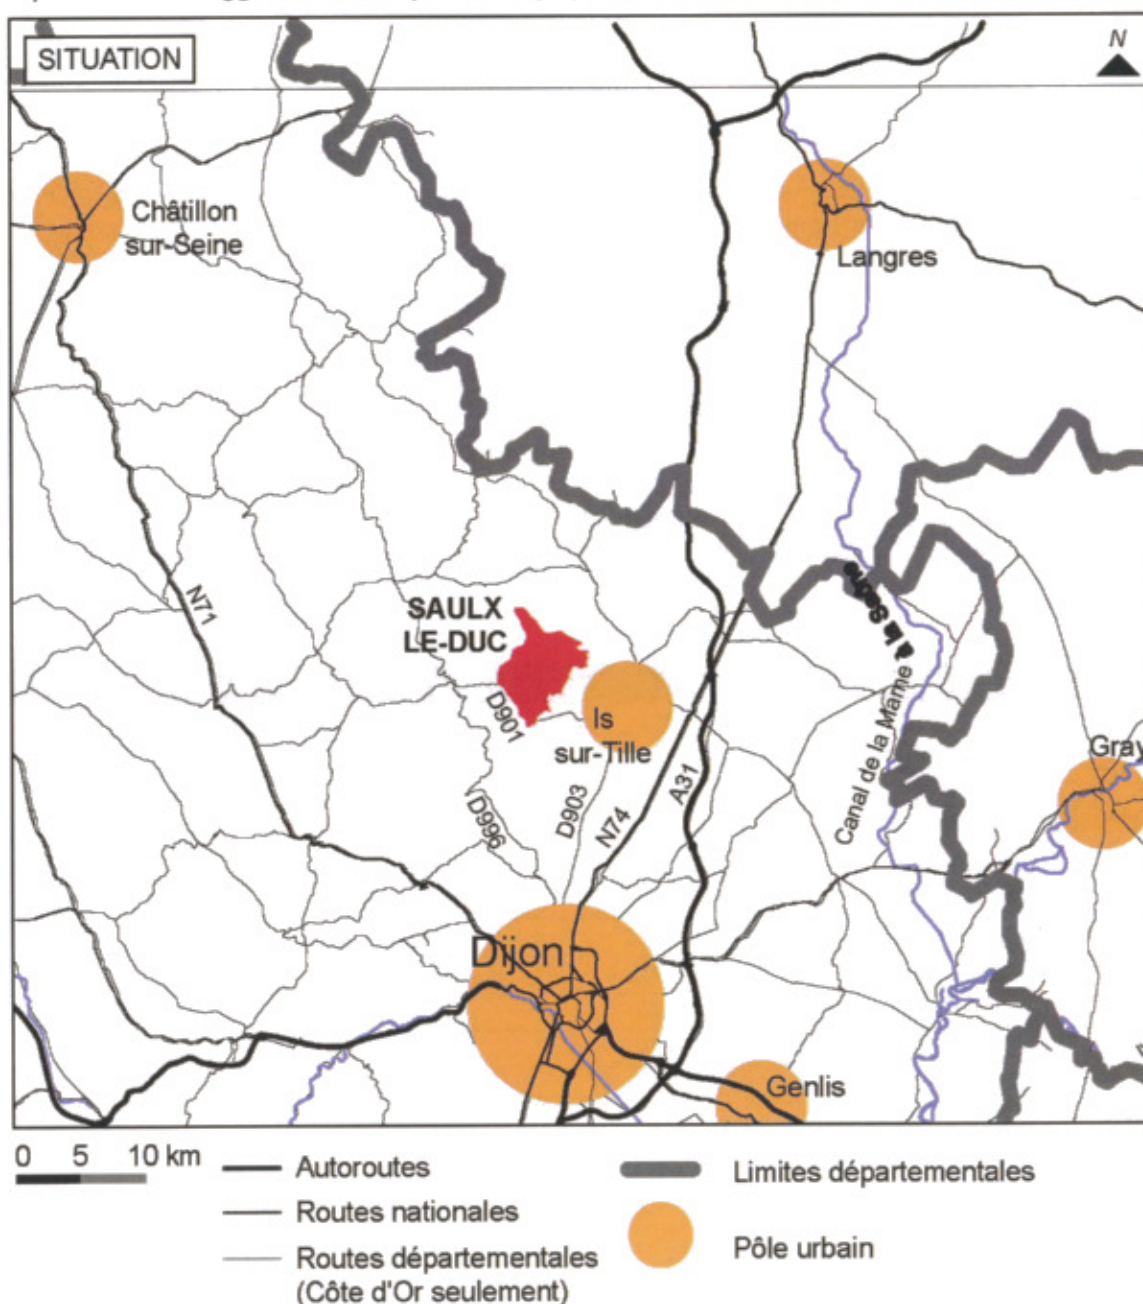 SITUATION
N
Châtillon
sur-Seine
Langres
N71
SAULX
LE-DUC
à la Saône
D901
Is
sur-Tille
Canal de la Marne
Gray
D996
D903
N74
A31
Dijon
Genlis
0 5 10 km
Autoroutes
Limites départementales
Routes nationales
Routes départementales
(Côte d'Or seulement)
Pôle urbain